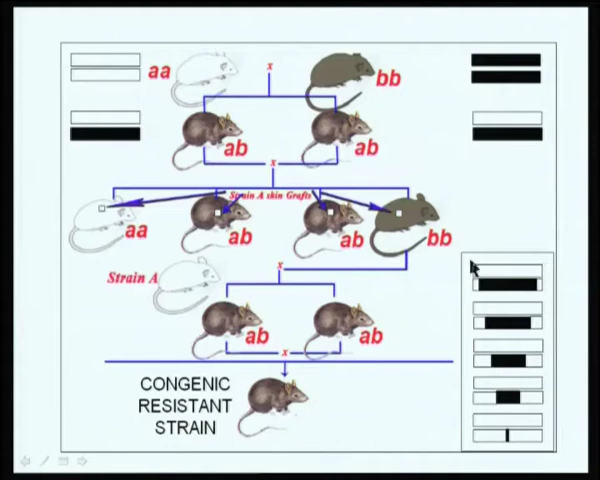 aa
x
bb
ab
ab
x
Strain A skin Grafts
aa
ab
ab
bb
Strain A
x
ab
ab
x
CONGENIC
RESISTANT
STRAIN